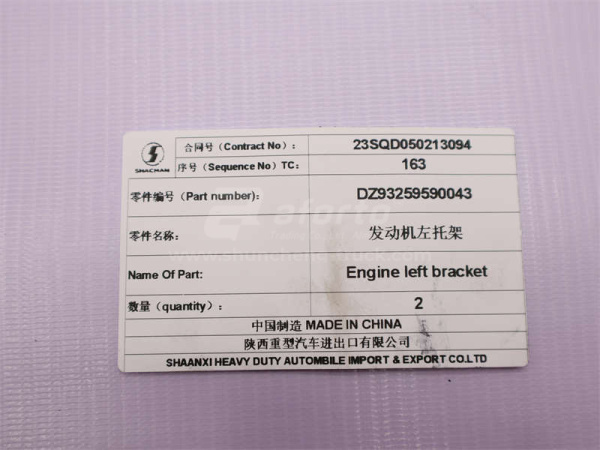 合同号（Contract No）： 23SQD050213094
SHACMAN
序号（Sequence No）TC： 163
零件编号（Part number）： DZ93259590043
零件名称： 发动机左托架
Name Of Part: Engine left bracket
数量（quantity）： 2
中国制造 MADE IN CHINA
陕西重型汽车进出口有限公司
SHAANXI HEAVY DUTY AUTOMBILE IMPORT & EXPORT CO.LTD